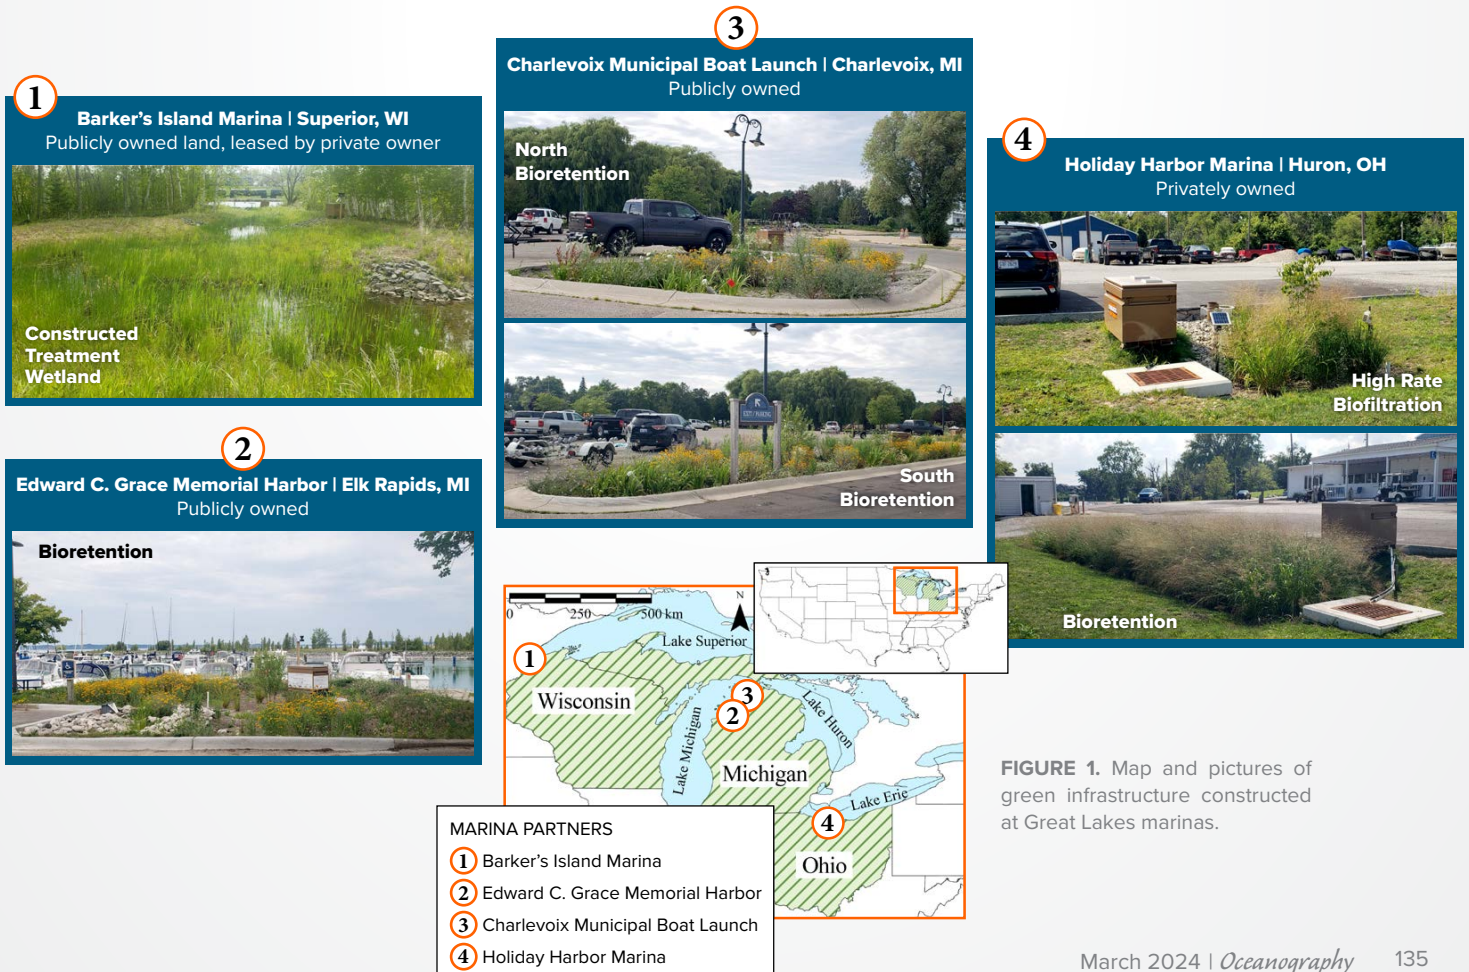 1
Barker's Island Marina | Superior, WI
Publicly owned land, leased by private owner
Constructed
Treatment
Wetland
2
Edward C. Grace Memorial Harbor | Elk Rapids, MI
Publicly owned
Bioretention
3
Charlevoix Municipal Boat Launch | Charlevoix, MI
Publicly owned
North
Bioretention
EXIT / PARKING
South
Bioretention
4
Holiday Harbor Marina | Huron, OH
Privately owned
High Rate
Biofiltration
Bioretention
0 250 500 km
N
Lake Superior
1
Wisconsin
3
2
Lake Michigan
Lake Huron
Michigan
Lake Erie
4
Ohio
MARINA PARTNERS
1 Barker's Island Marina
2 Edward C. Grace Memorial Harbor
3 Charlevoix Municipal Boat Launch
4 Holiday Harbor Marina
FIGURE 1. Map and pictures of
green infrastructure constructed
at Great Lakes marinas.
March 2024 | Oceanography 135